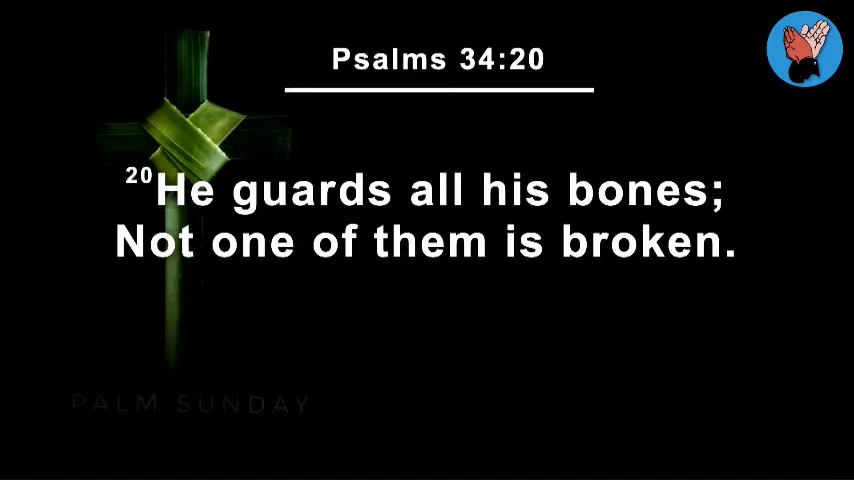 Psalms 34:20
20He guards all his bones;
Not one of them is broken.
PALM SUNDAY